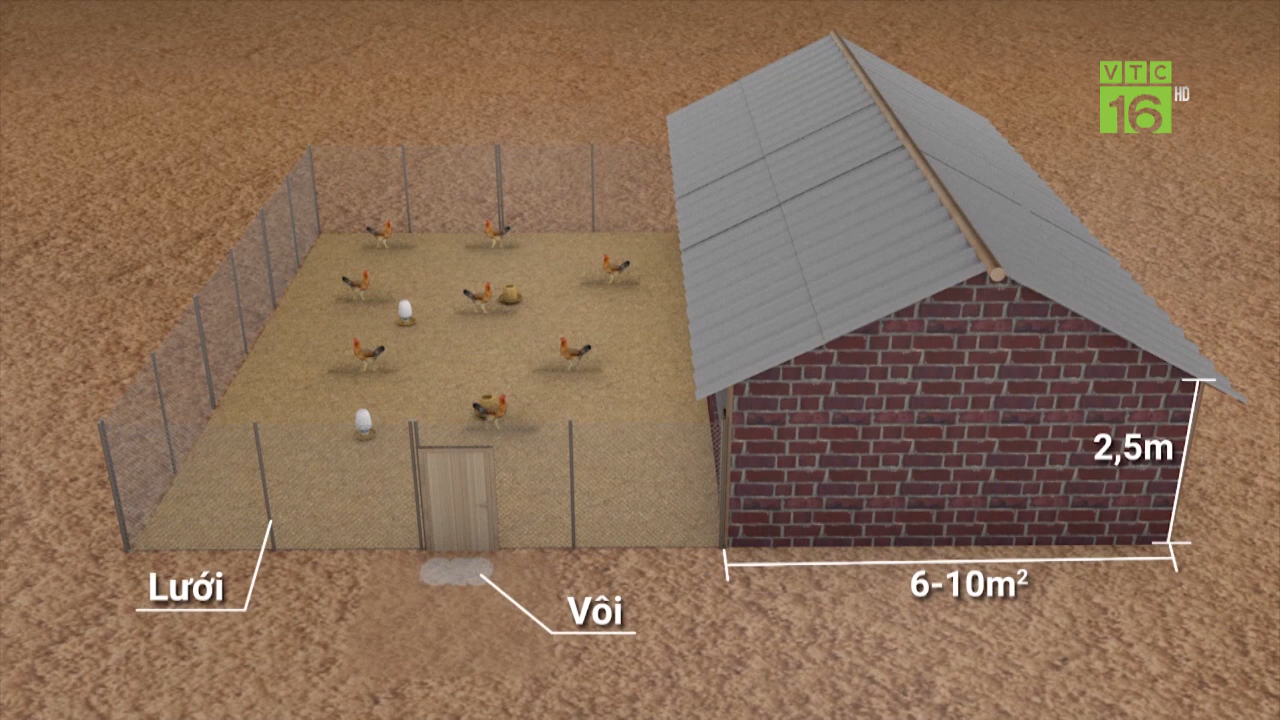 VTC
16 HD
2,5m
6-10m²
Lưới
Vôi